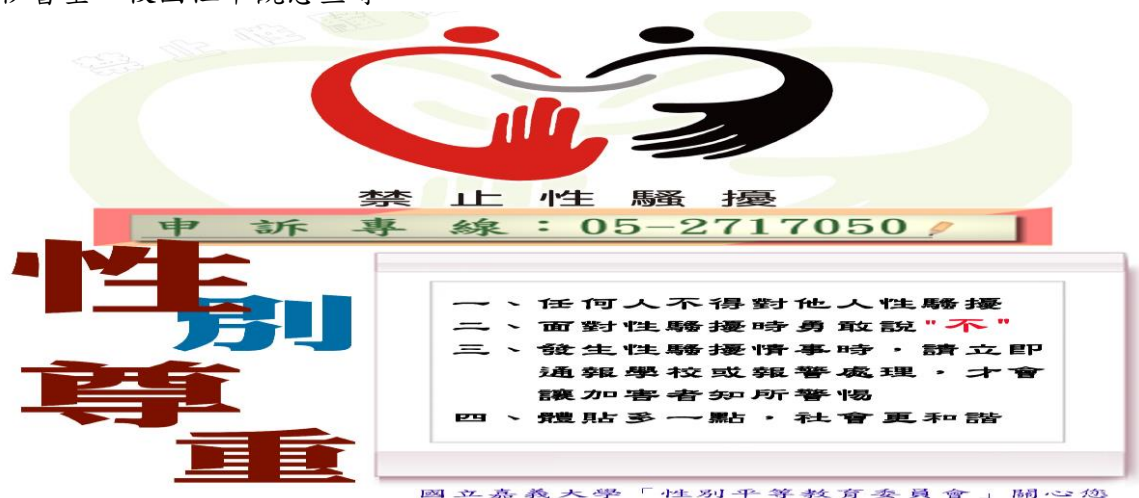 禁止性騷擾
申訴專線：05-2717050
性別尊重
一、任何人不得對他人性騷擾
二、面對性騷擾時勇敢說"不"
三、發生性騷擾情事時，請立即
通報學校或報警處理，才會
讓加害者知所警惕
四、體貼多一點，社會更和諧
國立嘉義大學「性別平等教育委員會」關心您